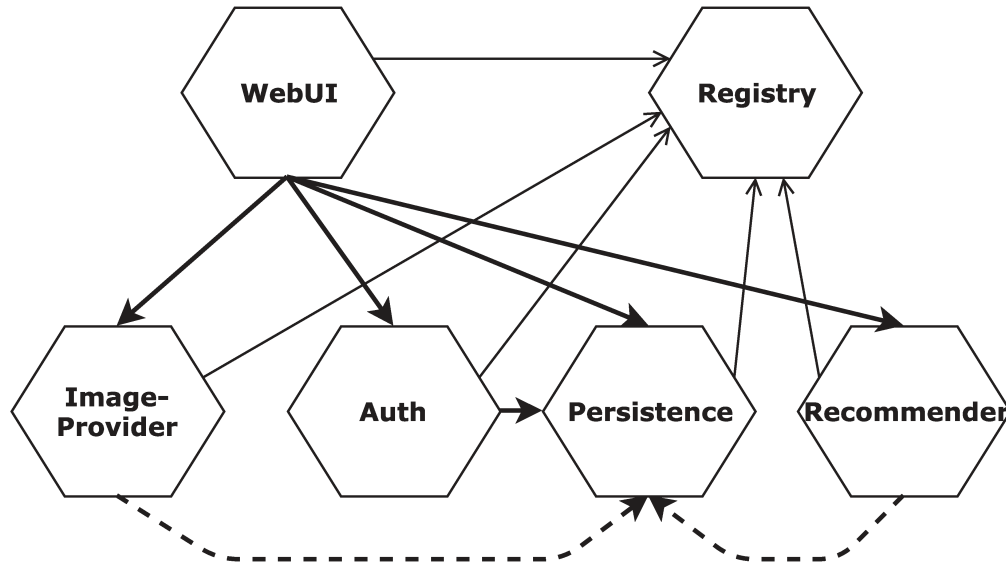 WebUI
Registry
Image-
Provider
Auth
Persistence
Recommender